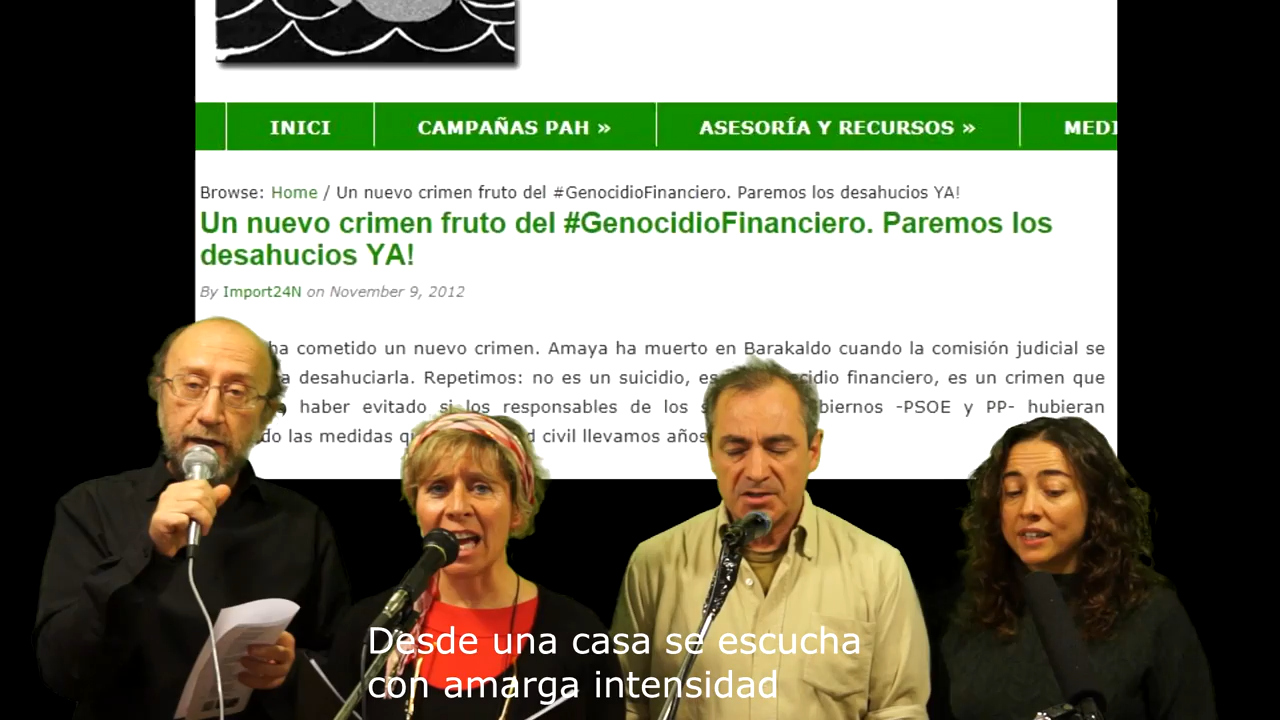 INICI CAMPAÑAS PAH » ASESORÍA Y RECURSOS » MEDI
Browse: Home / Un nuevo crimen fruto del #GenocidioFinanciero. Paremos los desahucios YA!
Un nuevo crimen fruto del #GenocidioFinanciero. Paremos los
desahucios YA!
By Import24N on November 9, 2012
ha cometido un nuevo crimen. Amaya ha muerto en Barakaldo cuando la comisión judicial se
a desahuciarla. Repetimos: no es un suicidio, es cidio financiero, es un crimen que
haber evitado si los responsables de los biernos -PSOE y PP- hubieran
do las medidas d civil llevamos años
Desde una casa se escucha
con amarga intensidad